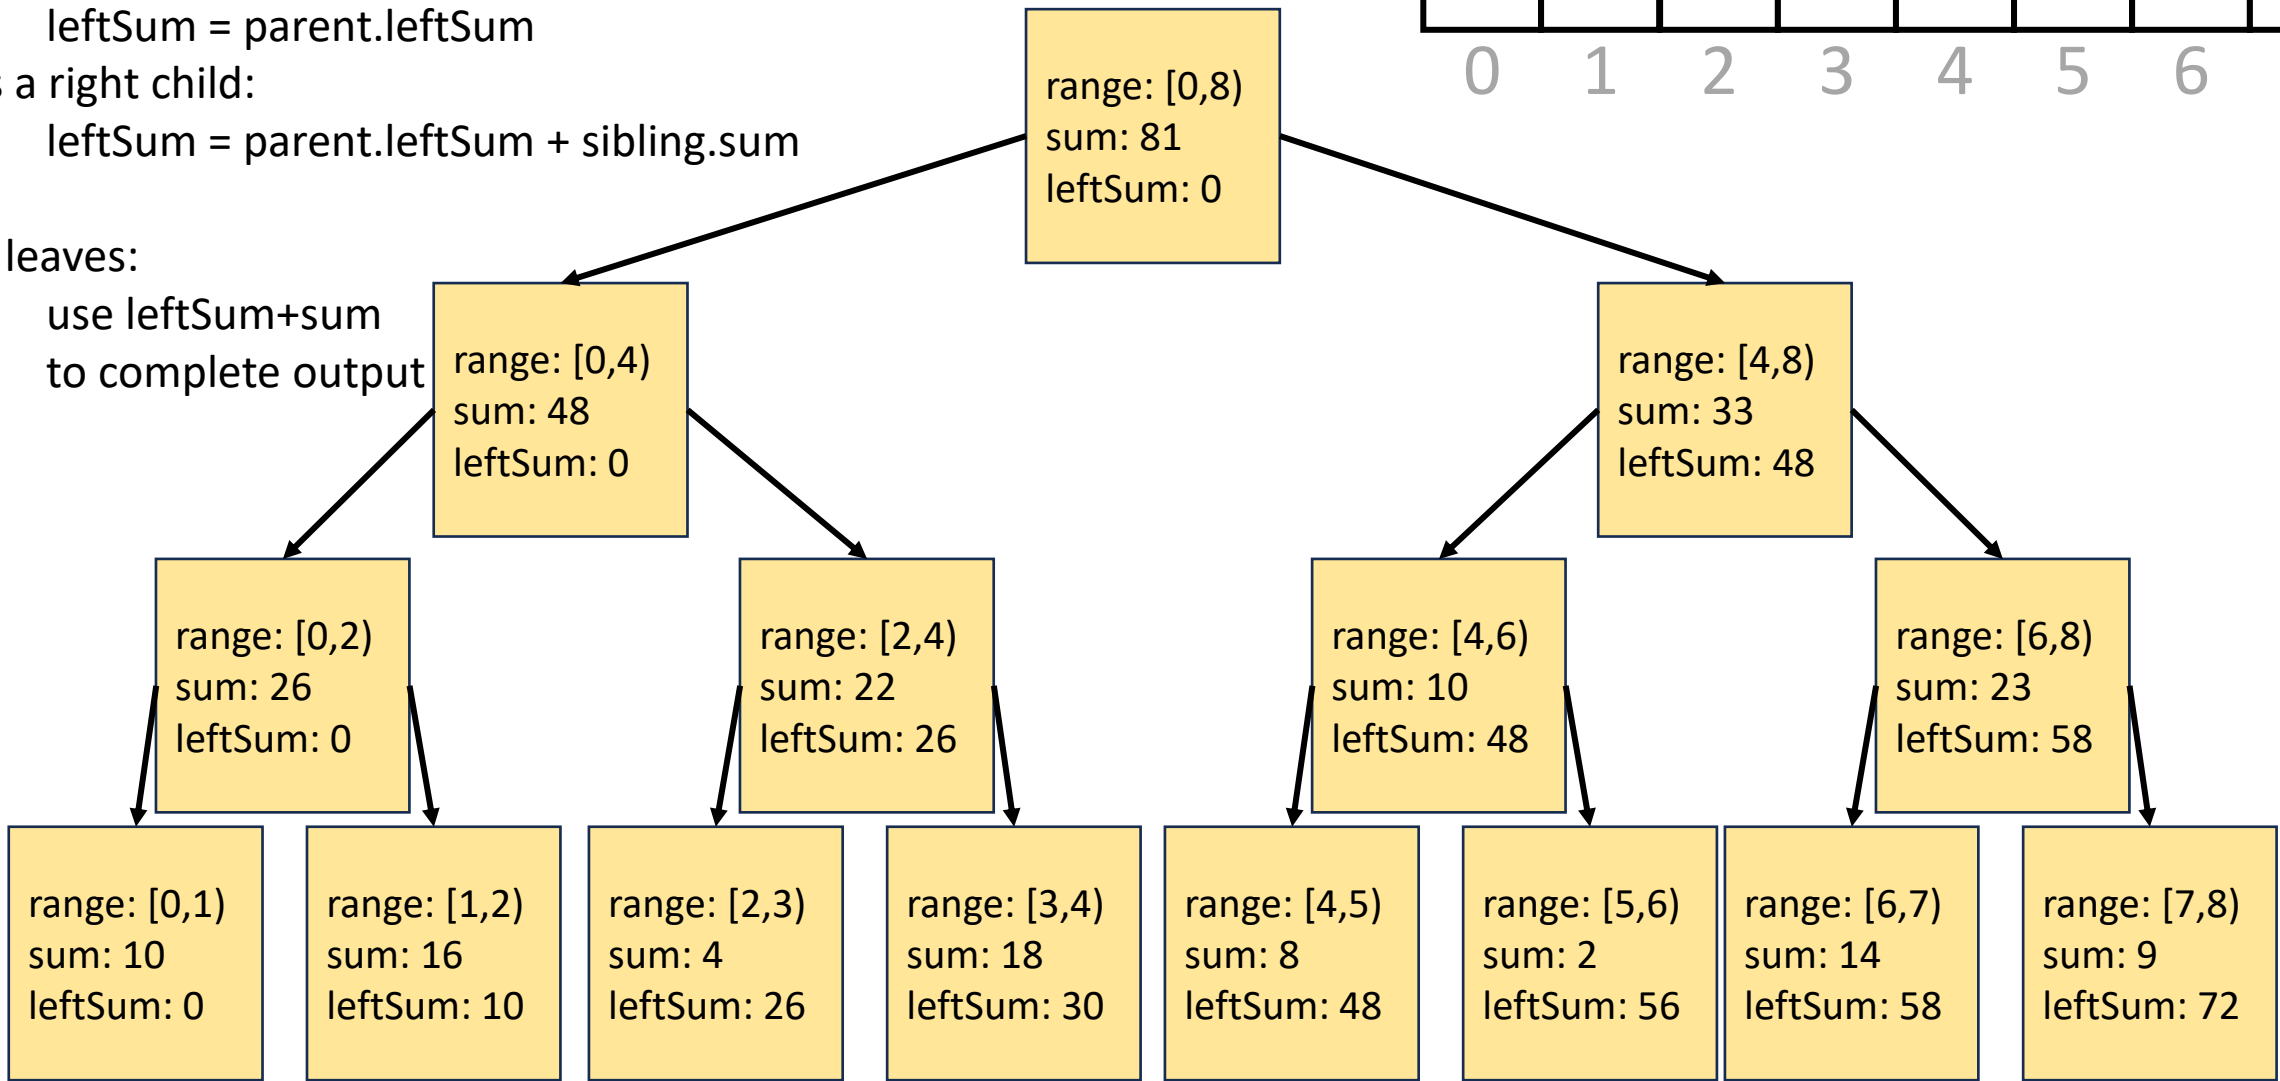 leftSum = parent.leftSum
a right child:
leftSum = parent.leftSum + sibling.sum
leaves:
use leftSum+sum
to complete output
0 1 2 3 4 5 6
range: [0,8)
sum: 81
leftSum: 0
range: [0,4)
sum: 48
leftSum: 0
range: [4,8)
sum: 33
leftSum: 48
range: [0,2)
sum: 26
leftSum: 0
range: [2,4)
sum: 22
leftSum: 26
range: [4,6)
sum: 10
leftSum: 48
range: [6,8)
sum: 23
leftSum: 58
range: [0,1)
sum: 10
leftSum: 0
range: [1,2)
sum: 16
leftSum: 10
range: [2,3)
sum: 4
leftSum: 26
range: [3,4)
sum: 18
leftSum: 30
range: [4,5)
sum: 8
leftSum: 48
range: [5,6)
sum: 2
leftSum: 56
range: [6,7)
sum: 14
leftSum: 58
range: [7,8)
sum: 9
leftSum: 72